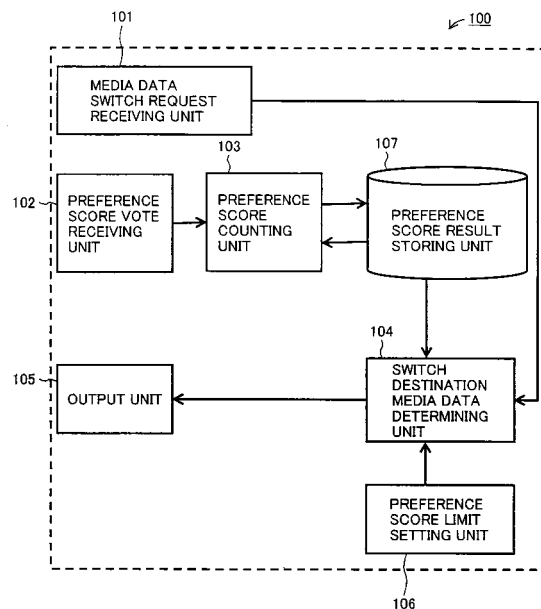 100
101
MEDIA DATA
SWITCH REQUEST
RECEIVING UNIT
103
107
102
PREFERENCE
SCORE VOTE
RECEIVING
UNIT
PREFERENCE
SCORE
COUNTING
UNIT
PREFERENCE
SCORE RESULT
STORING UNIT
104
105
OUTPUT UNIT
SWITCH
DESTINATION
MEDIA DATA
DETERMINING
UNIT
PREFERENCE
SCORE LIMIT
SETTING UNIT
106